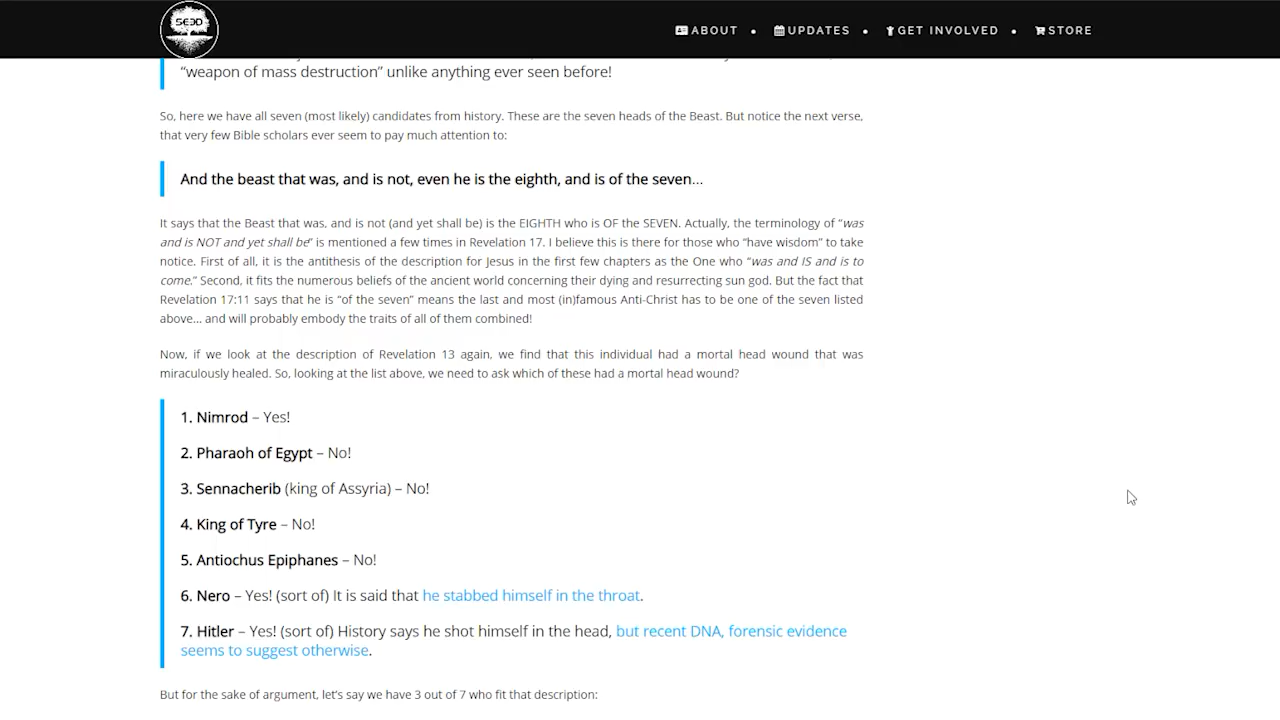 SEED
ABOUT • UPDATES • GET INVOLVED • STORE
“weapon of mass destruction” unlike anything ever seen before!
So, here we have all seven (most likely) candidates from history. These are the seven heads of the Beast. But notice the next verse,
that very few Bible scholars ever seem to pay much attention to:
And the beast that was, and is not, even he is the eighth, and is of the seven…
It says that the Beast that was, and is not (and yet shall be) is the EIGHTH who is OF the SEVEN. Actually, the terminology of “was
and is NOT and yet shall be” is mentioned a few times in Revelation 17. I believe this is there for those who “have wisdom” to take
notice. First of all, it is the antithesis of the description for Jesus in the first few chapters as the One who “was and IS and is to
come.” Second, it fits the numerous beliefs of the ancient world concerning their dying and resurrecting sun god. But the fact that
Revelation 17:11 says that he is “of the seven” means the last and most (in)famous Anti-Christ has to be one of the seven listed
above… and will probably embody the traits of all of them combined!
Now, if we look at the description of Revelation 13 again, we find that this individual had a mortal head wound that was
miraculously healed. So, looking at the list above, we need to ask which of these had a mortal head wound?
1. Nimrod – Yes!
2. Pharaoh of Egypt – No!
3. Sennacherib (king of Assyria) – No!
4. King of Tyre – No!
5. Antiochus Epiphanes – No!
6. Nero – Yes! (sort of) It is said that he stabbed himself in the throat.
7. Hitler – Yes! (sort of) History says he shot himself in the head, but recent DNA, forensic evidence
seems to suggest otherwise.
But for the sake of argument, let’s say we have 3 out of 7 who fit that description: